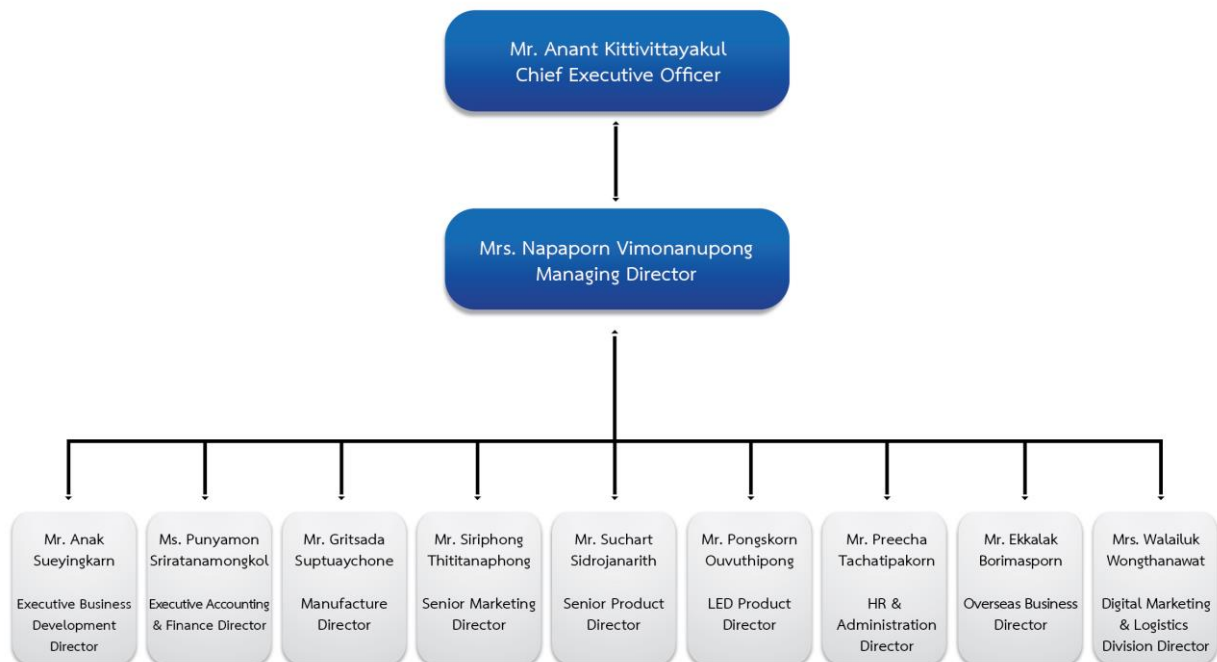 Mr. Anant Kittivittayakul
Chief Executive Officer
Mrs. Napaporn Vimonanupong
Managing Director
Mr. Anak
Sueyingkarn
Executive Business
Development
Director
Ms. Punyamon
Sriratanamongkol
Executive Accounting
& Finance Director
Mr. Gritsada
Suptuaychone
Manufacture
Director
Mr. Siriphong
Thititanaphong
Senior Marketing
Director
Mr. Suchart
Sidrojanarith
Senior Product
Director
Mr. Pongskorn
Ouvuthipong
LED Product
Director
Mr. Preecha
Tachatipakorn
HR &
Administration
Director
Mr. Ekkalak
Borimasporn
Overseas Business
Director
Mrs. Walailuk
Wongthanawat
Digital Marketing
& Logistics
Division Director